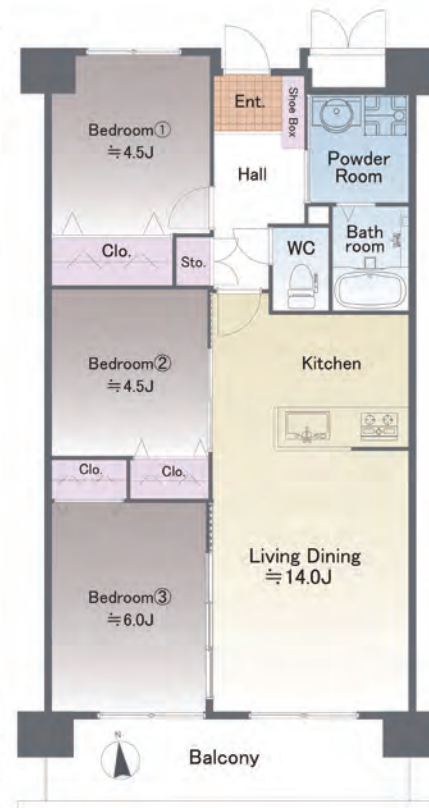 Ent.
Shoe Box
Bedroom①
≒4.5J
Hall
Powder
Room
Clo.
Sto.
WC
Bath
room
Bedroom②
≒4.5J
Kitchen
Clo.
Clo.
Living Dining
≒14.0J
Bedroom③
≒6.0J
N
Balcony